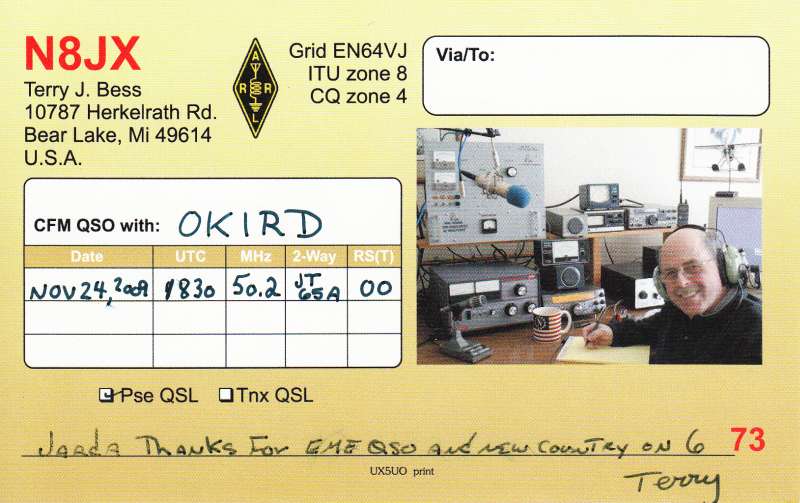 N8JX
Terry J. Bess
10787 Herkelrath Rd.
Bear Lake, Mi 49614
U.S.A.
A
R R
L
Grid EN64VJ
ITU zone 8
CQ zone 4
Via/To:
CFM QSO with: OK1RD
Date UTC MHz 2-Way RS(T)
NOV 24, 2009 1830 50.2 JT 65A OO
Pse QSL Tnx QSL
Jarda Thanks For EME QSO and new country on 6 73
UX5UO print
Terry